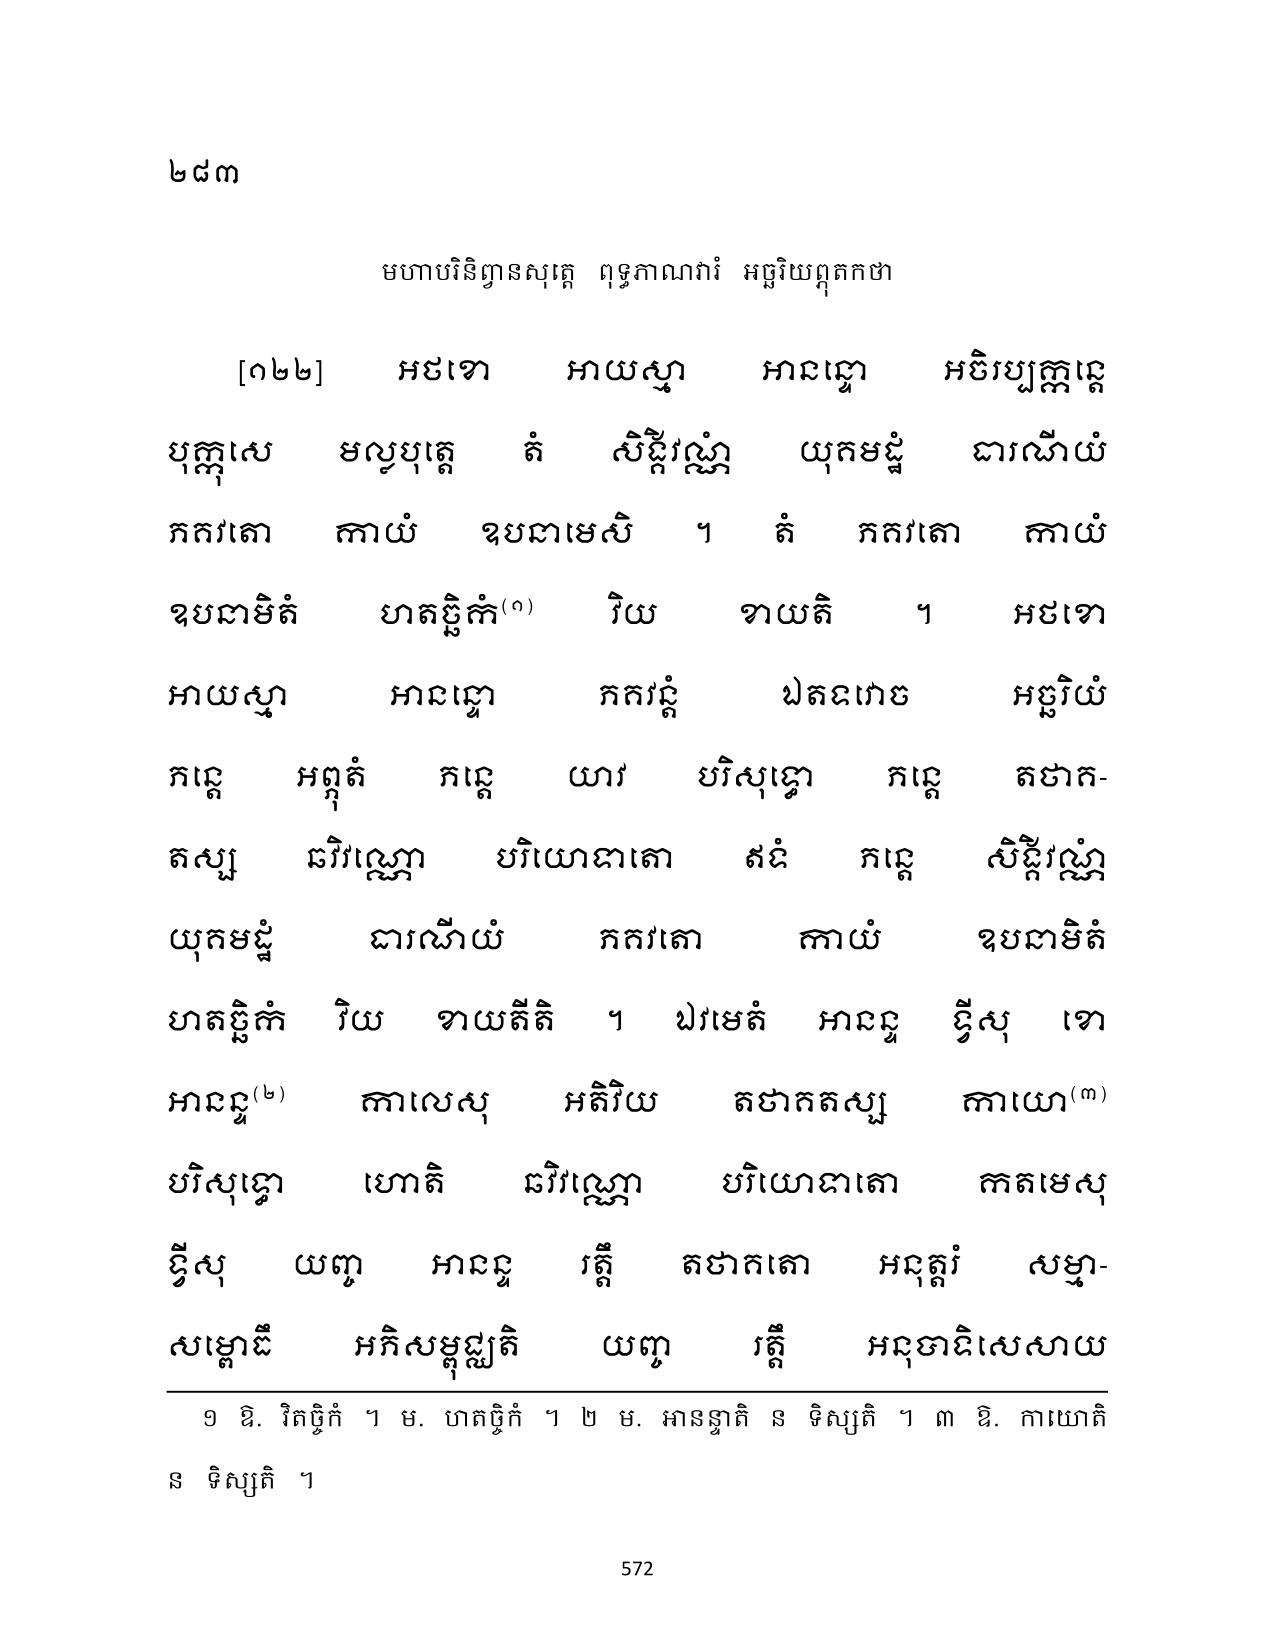 ២៨៣
មហាបរិនិព្វានសុត្តេ ពុទ្ធភាណវារំ អច្ឆរិយព្ភុតកថា
[១២២] អថខោ អាយស្មា អានន្ទោ អចិរប្បក្កន្តេ
បុក្កុសេ មល្លបុត្តេ តំ សិង្គីវណ្ណំ យុគមដ្ឋំ ធារណីយំ
ភគវតោ កាយំ ឧបនាមេសិ ។ តំ ភគវតោ កាយំ
ឧបនាមិតំ ហតច្ឆិកំ(១) វិយ ខាយតិ ។ អថខោ
អាយស្មា អានន្ទោ ភគវន្តំ ឯតទវោច អច្ឆរិយំ
ភន្តេ អព្ភុតំ ភន្តេ យាវ បរិសុទ្ធោ ភន្តេ តថាគ-
តស្ស ឆវិវណ្ណោ បរិយោទាតោ ឥទំ ភន្តេ សិង្គីវណ្ណំ
យុគមដ្ឋំ ធារណីយំ ភគវតោ កាយំ ឧបនាមិតំ
ហតច្ឆិកំ វិយ ខាយតីតិ ។ ឯវមេតំ អានន្ទ ទ្វីសុ ខោ
អានន្ទ(២) កាលេសុ អតិវិយ តថាគតស្ស កាយោ(៣)
បរិសុទ្ធោ ហោតិ ឆវិវណ្ណោ បរិយោទាតោ កតមេសុ
ទ្វីសុ យញ្ច អានន្ទ រត្តឹ តថាគតោ អនុត្តរំ សម្មា-
សម្ពោធឹ អភិសម្ពុជ្ឈតិ យញ្ច រត្តឹ អនុបាទិសេសាយ
១ ឱ. វិតច្ចិកំ ។ ម. ហតច្ចិកំ ។ ២ ម. អានន្ទាតិ ន ទិស្សតិ ។ ៣ ឱ. កាយោតិ
ន ទិស្សតិ ។
572